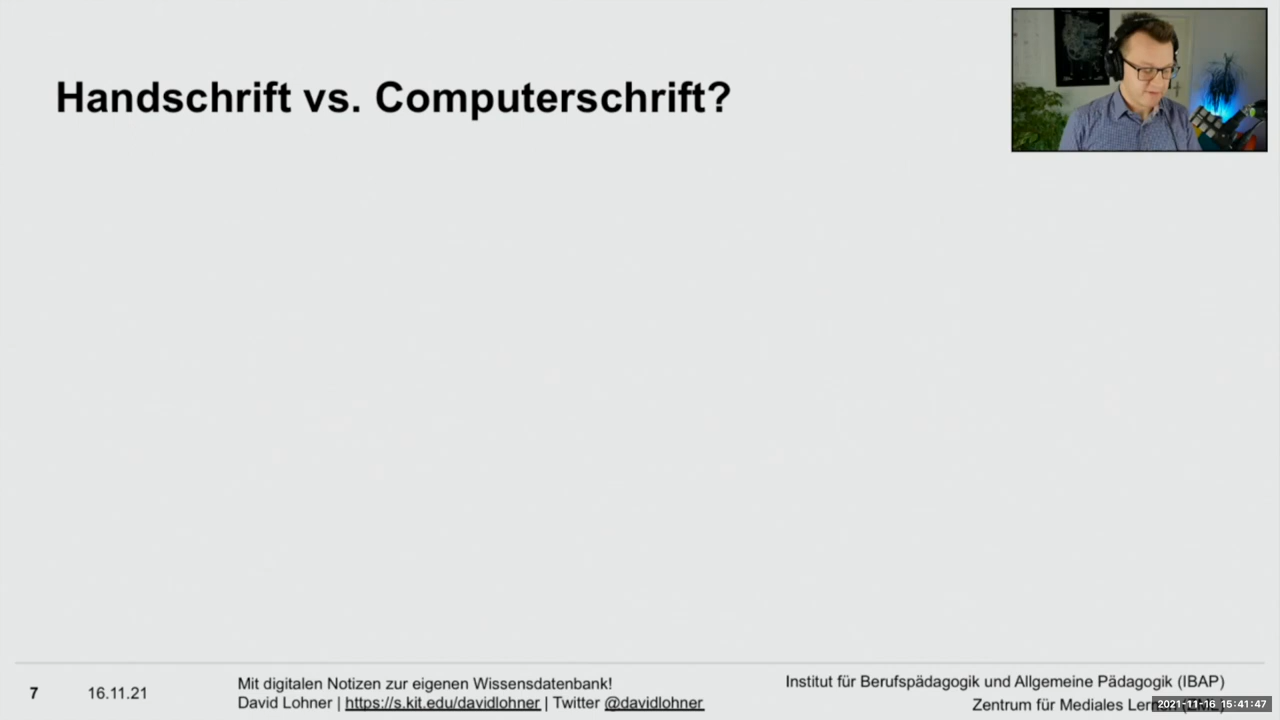 Handschrift vs. Computerschrift?
7
16.11.21
Mit digitalen Notizen zur eigenen Wissensdatenbank!
David Lohner | https://s.kit.edu/davidlohner | Twitter @davidlohner
Institut für Berufspädagogik und Allgemeine Pädagogik (IBAP)
Zentrum für Mediales
2021-11-16 15:41:47